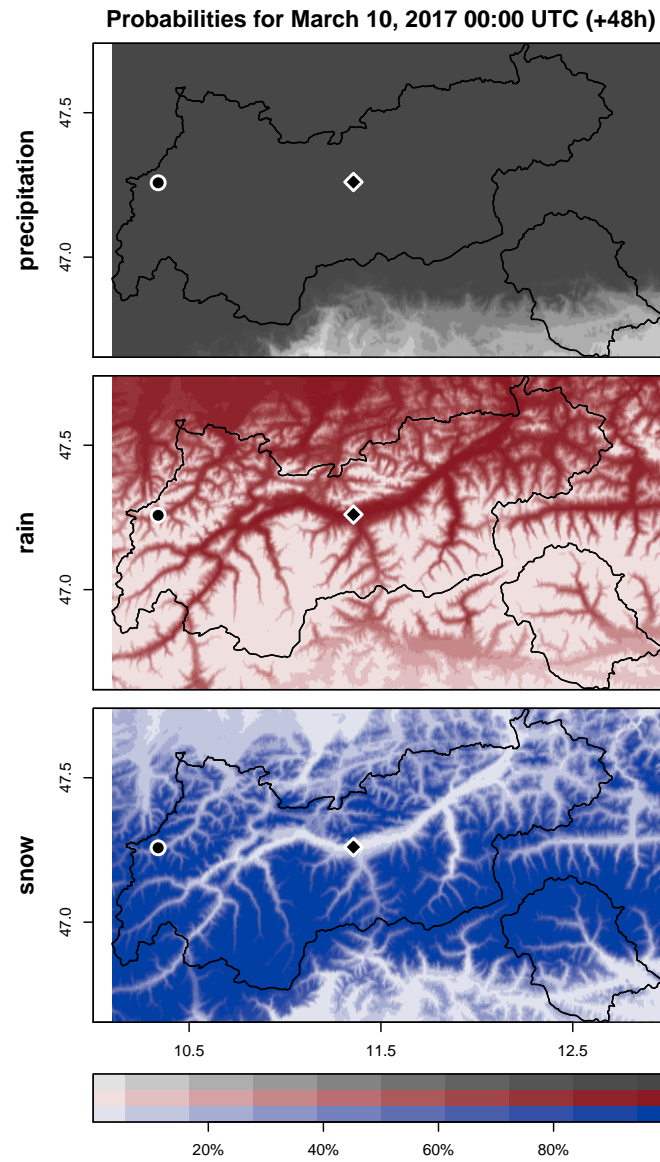 Probabilities for March 10, 2017 00:00 UTC (+48h)
precipitation
47.5
47.0
rain
47.5
47.0
snow
47.5
47.0
10.5 11.5 12.5
20% 40% 60% 80%